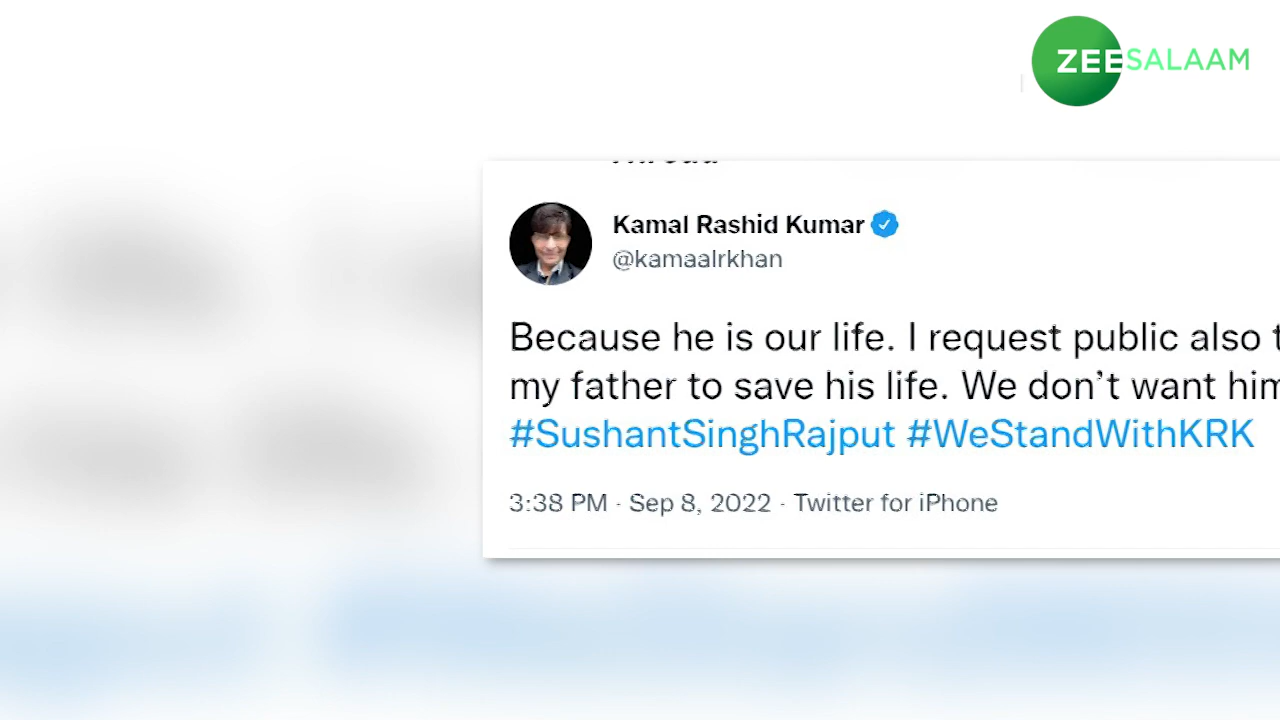 ZEESALAAM
Kamal Rashid Kumar
@kamaalrkhan
Because he is our life. I request public also
my father to save his life. We don’t want him
#SushantSinghRajput #WeStandWithKRK
3:38 PM · Sep 8, 2022 · Twitter for iPhone